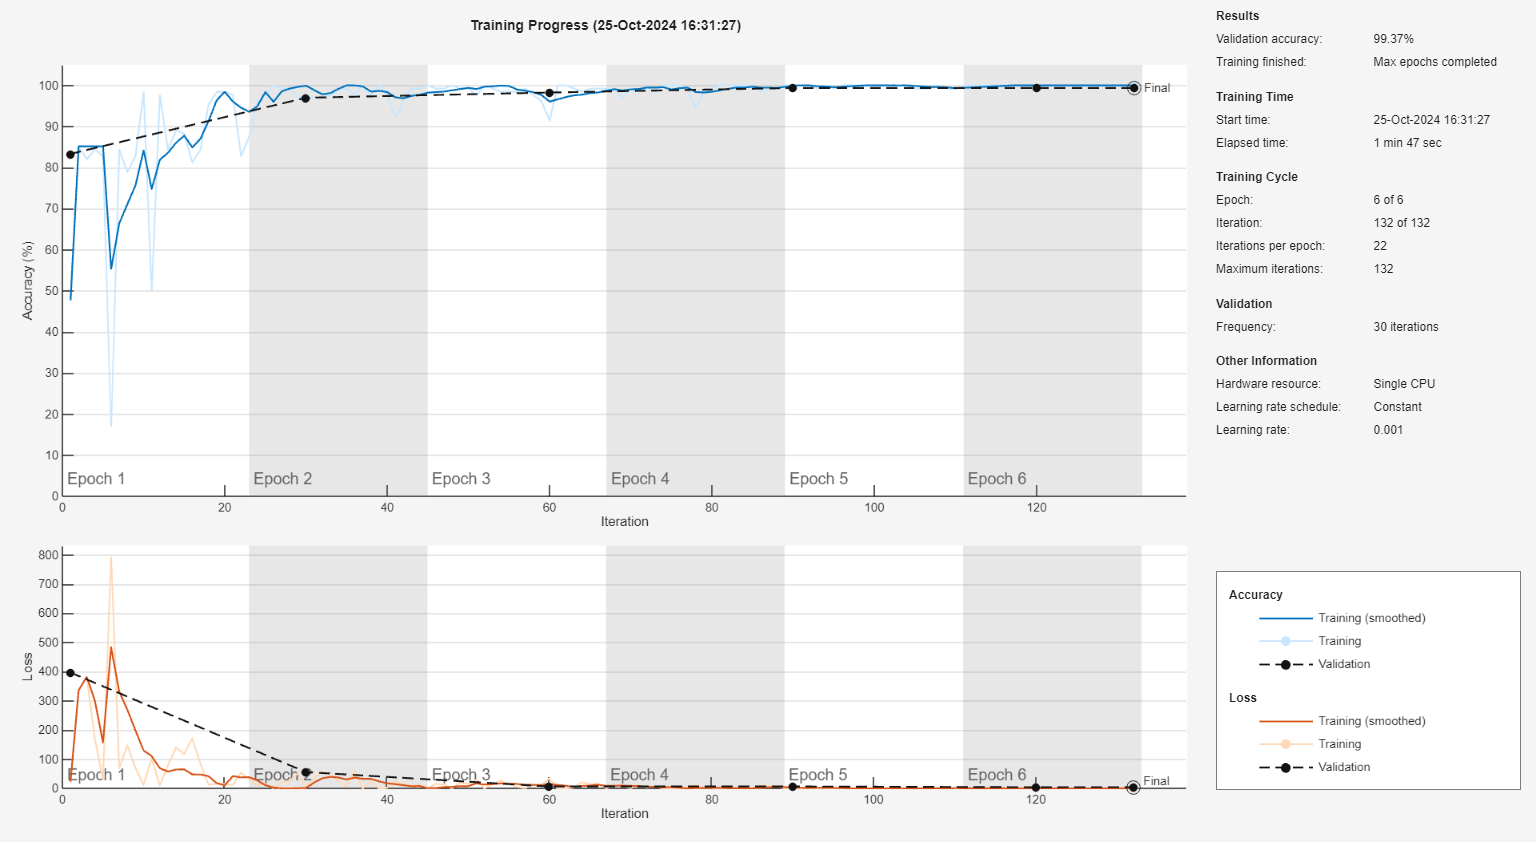 Training Progress (25-Oct-2024 16:31:27)
100
90
80
70
60
50
40
30
20
10
0
Accuracy (%)
Final
Epoch 1
Epoch 2
Epoch 3
Epoch 4
Epoch 5
Epoch 6
0
20
40
60
80
100
120
Iteration
800
700
600
500
400
300
200
100
0
Loss
Final
Epoch 1
Epoch 2
Epoch 3
Epoch 4
Epoch 5
Epoch 6
0
20
40
60
80
100
120
Iteration
Results
Validation accuracy: 99.37%
Training finished: Max epochs completed
Training Time
Start time: 25-Oct-2024 16:31:27
Elapsed time: 1 min 47 sec
Training Cycle
Epoch: 6 of 6
Iteration: 132 of 132
Iterations per epoch: 22
Maximum iterations: 132
Validation
Frequency: 30 iterations
Other Information
Hardware resource: Single CPU
Learning rate schedule: Constant
Learning rate: 0.001
Accuracy
Training (smoothed)
Training
Validation
Loss
Training (smoothed)
Training
Validation